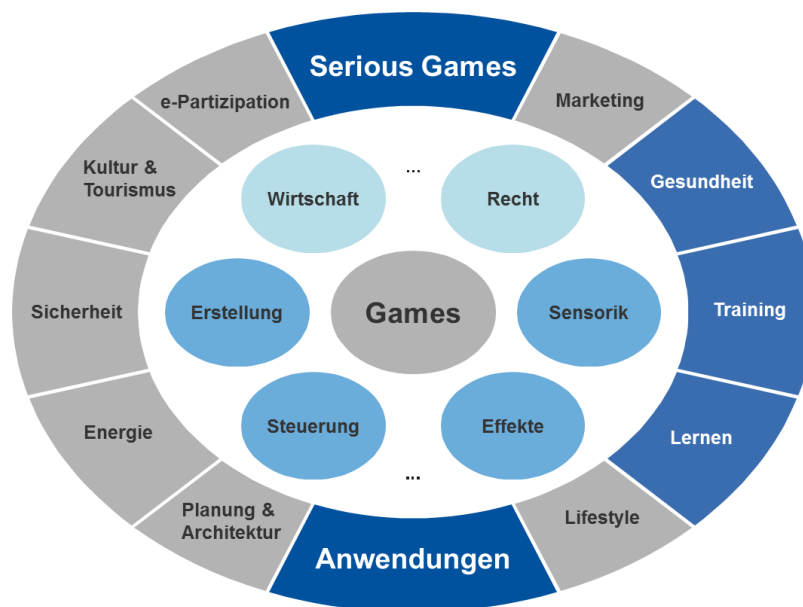 Serious Games
e-Partizipation
Marketing
Kultur &
Tourismus
...
Gesundheit
Wirtschaft
Recht
Sicherheit
Erstellung
Games
Sensorik
Training
Energie
Steuerung
Effekte
Lernen
...
Planung &
Architektur
Lifestyle
Anwendungen